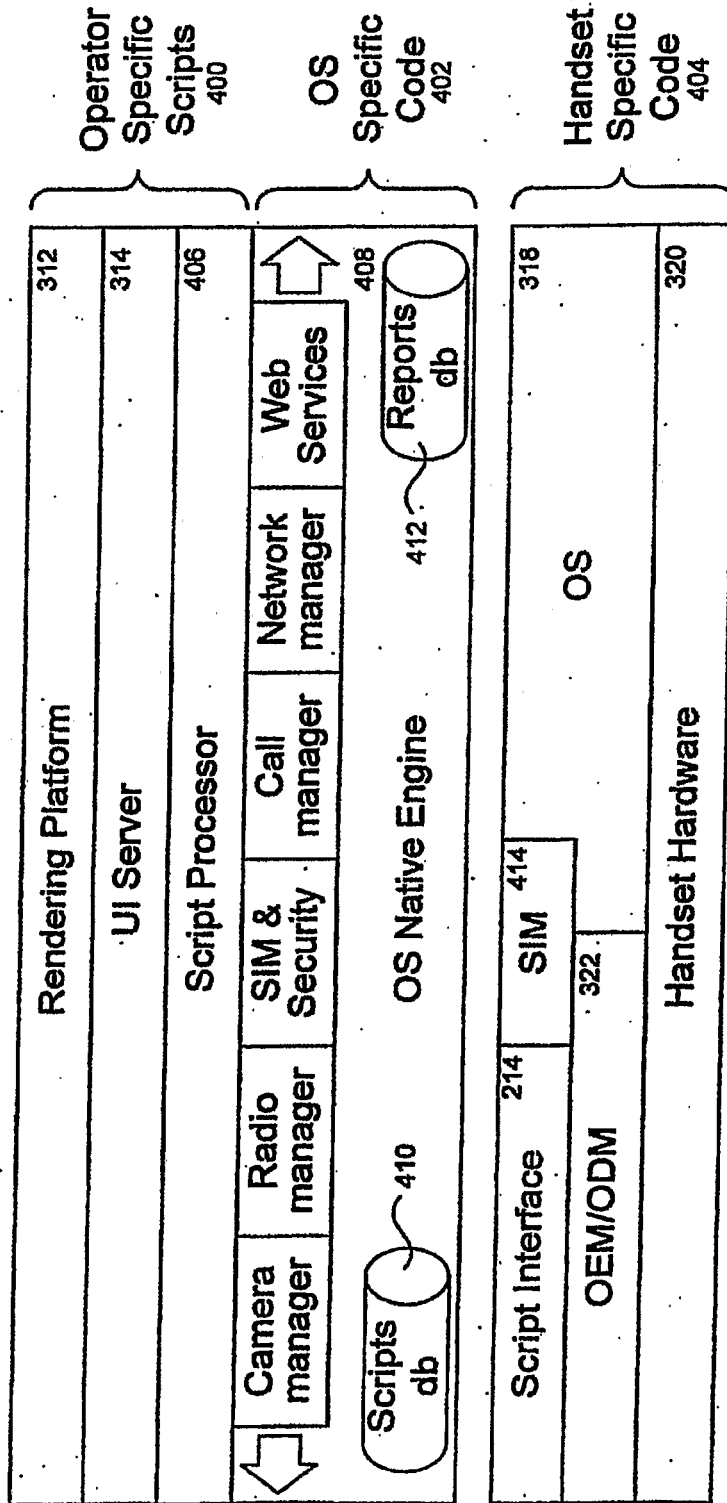 Rendering Platform
312
UI Server
314
Script Processor
406
Operator
Specific
Scripts
400
Camera
manager
Radio
manager
SIM &
Security
Call
manager
Network
manager
Web
Services
OS Native Engine
408
Scripts
db
410
Reports
db
412
OS
Specific
Code
402
Script Interface
214
SIM
414
OS
318
OEM/ODM
322
Handset Hardware
320
Handset
Specific
Code
404